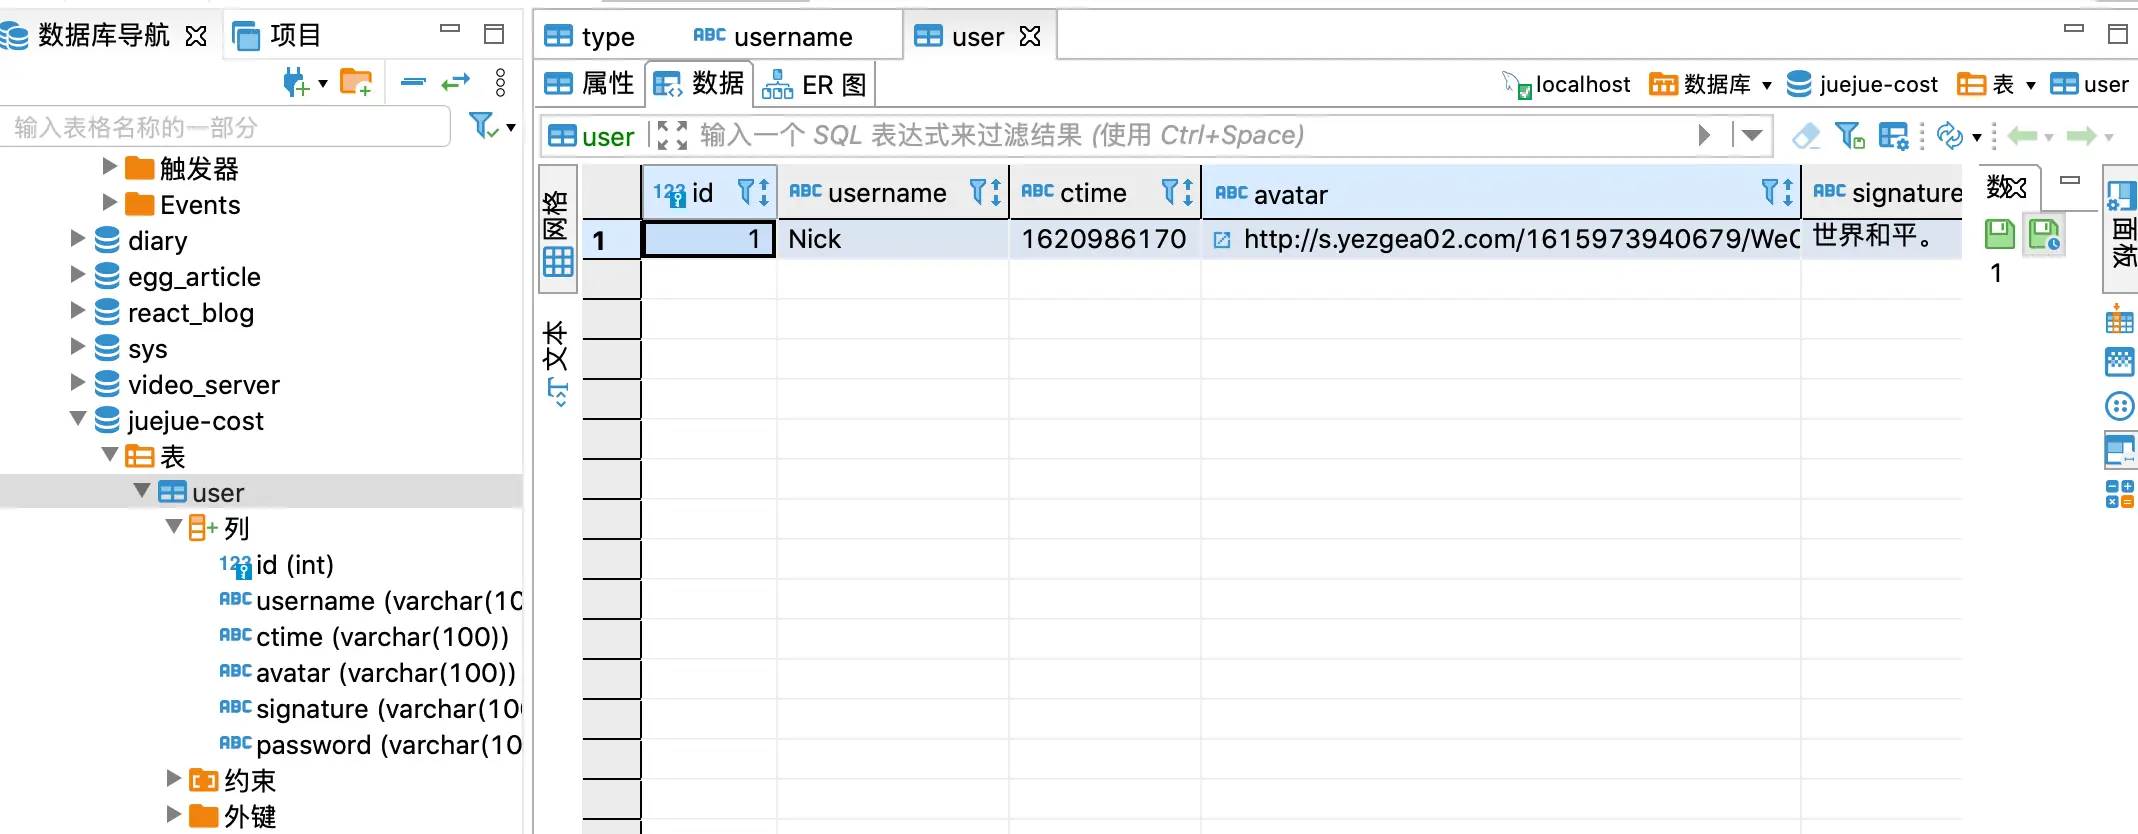 数据库导航 项目
输入表格名称的一部分
触发器
Events
diary
egg_article
react_blog
sys
video_server
juejue-cost
表
user
列
123 id (int)
ABC username (varchar(10
ABC ctime (varchar(100))
ABC avatar (varchar(100))
ABC signature (varchar(10
ABC password (varchar(10
约束
外键
type ABC username user
属性 数据 ER 图 localhost 数据库 juejue-cost 表 user
user 输入一个 SQL 表达式来过滤结果 (使用 Ctrl+Space)
网格
文本
123 id ABC username ABC ctime ABC avatar ABC signature
1 1 Nick 1620986170 http://s.yezgea02.com/1615973940679/WeC 世界和平。
数
1
面板